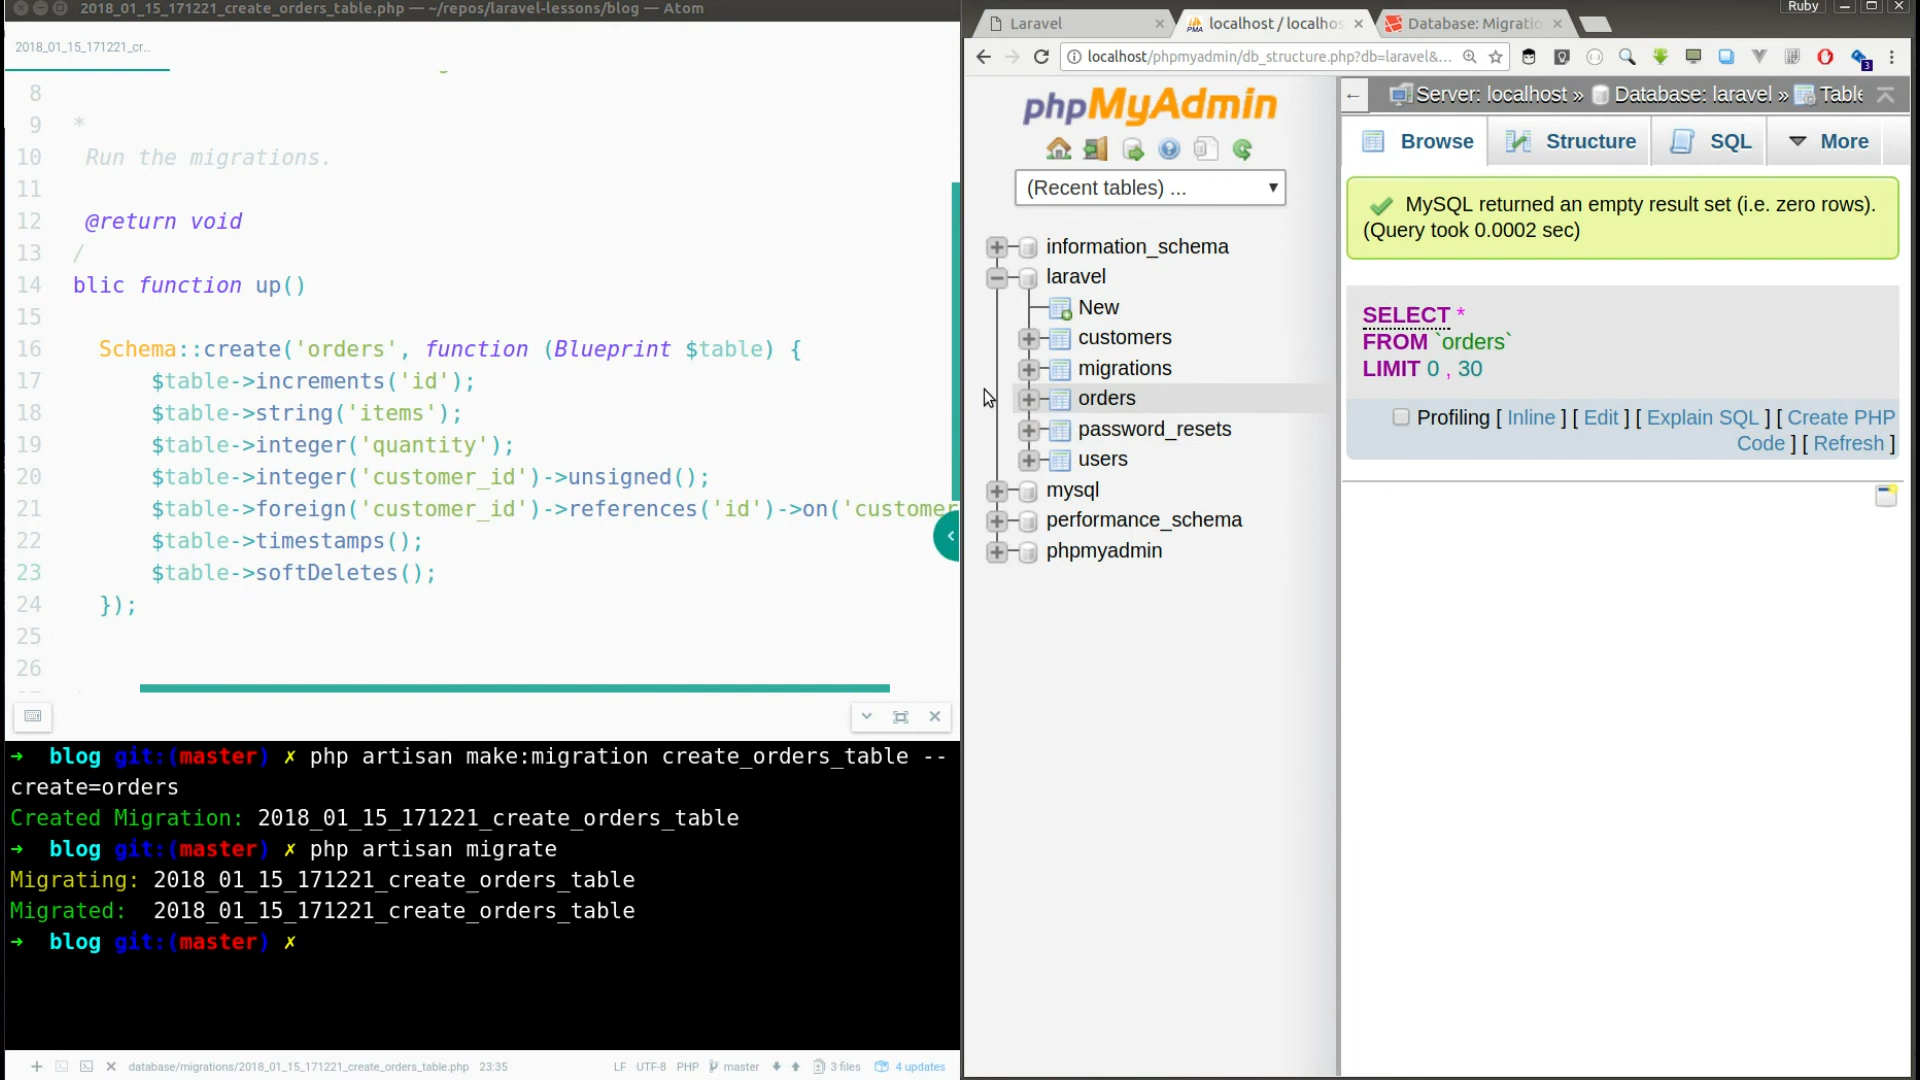 2018_01_15_171221_create_orders_table.php — ~/repos/laravel-lessons/blog — Atom
2018_01_15_171221_cr...
8
9 *
10 Run the migrations.
11
12 @return void
13 /
14 blic function up()
15
16 Schema::create('orders', function (Blueprint $table) {
17 $table->increments('id');
18 $table->string('items');
19 $table->integer('quantity');
20 $table->integer('customer_id')->unsigned();
21 $table->foreign('customer_id')->references('id')->on('customer
22 $table->timestamps();
23 $table->softDeletes();
24 });
25
26
➜ blog git:(master) ✗ php artisan make:migration create_orders_table --
create=orders
Created Migration: 2018_01_15_171221_create_orders_table
➜ blog git:(master) ✗ php artisan migrate
Migrating: 2018_01_15_171221_create_orders_table
Migrated: 2018_01_15_171221_create_orders_table
➜ blog git:(master) ✗
database/migrations/2018_01_15_171221_create_orders_table.php 23:35 LF UTF-8 PHP master 3 files 4 updates
Ruby
Laravel
localhost / localhos
Database: Migratio
localhost/phpmyadmin/db_structure.php?db=laravel&...
3
phpMyAdmin
(Recent tables) ...
information_schema
laravel
New
customers
migrations
orders
password_resets
users
mysql
performance_schema
phpmyadmin
Server: localhost » Database: laravel » Table
Browse Structure SQL More
MySQL returned an empty result set (i.e. zero rows).
(Query took 0.0002 sec)
SELECT *
FROM `orders`
LIMIT 0 , 30
Profiling [ Inline ] [ Edit ] [ Explain SQL ] [ Create PHP
Code ] [ Refresh ]